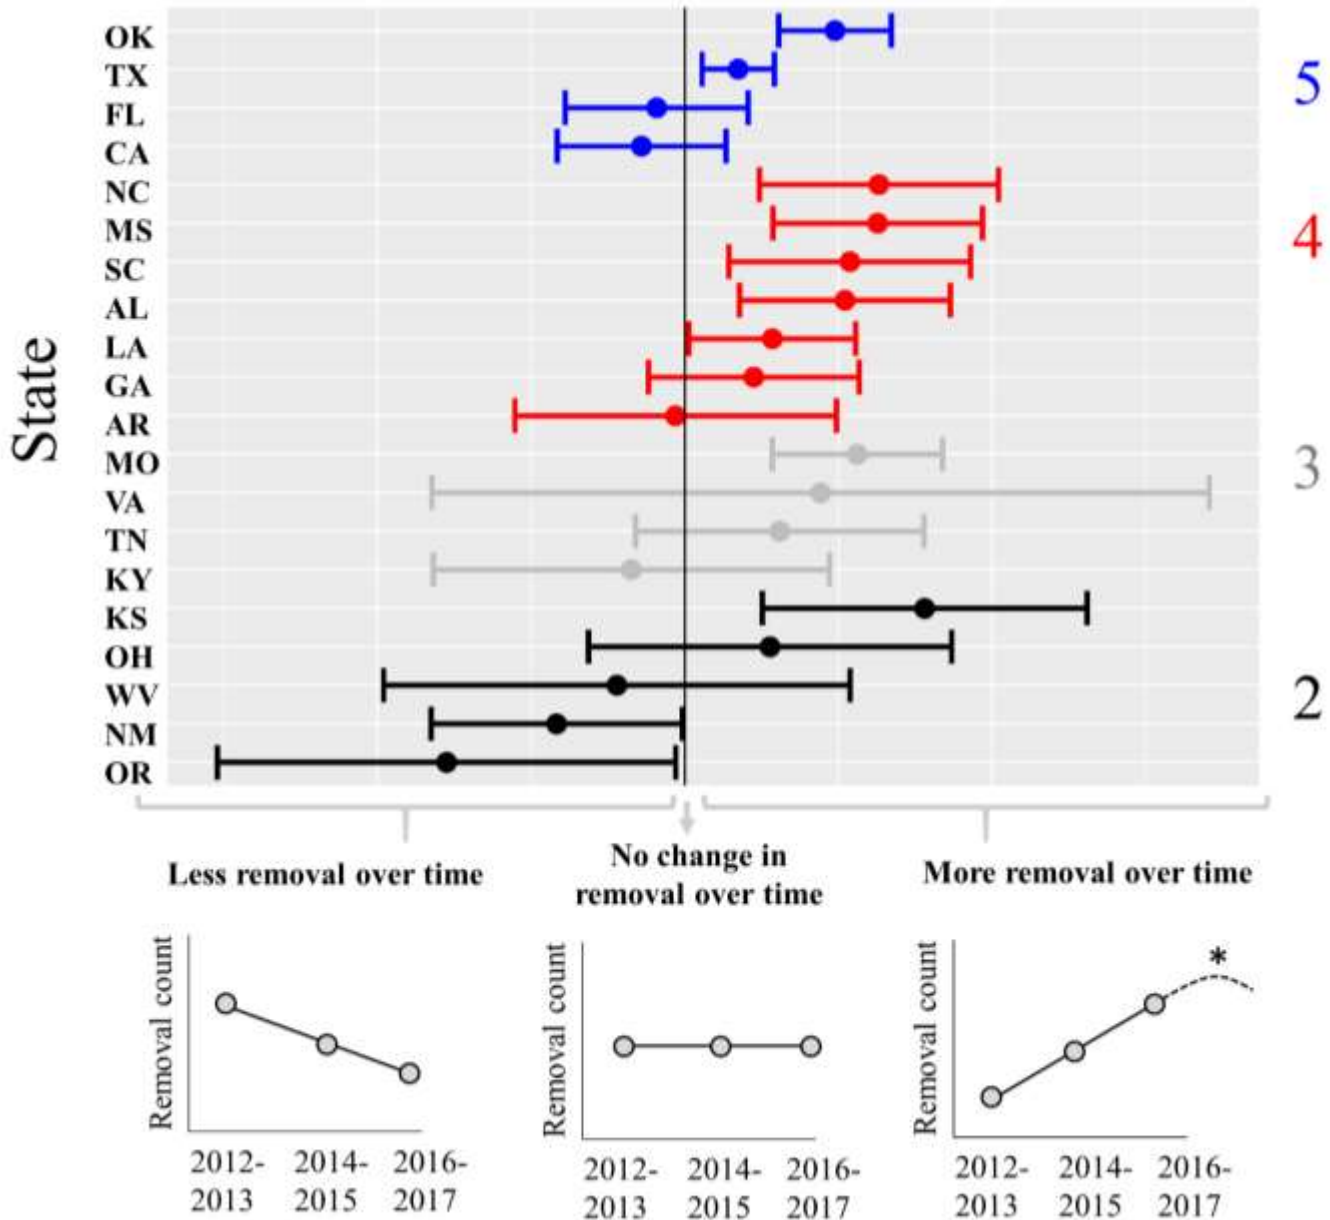 State
OK
TX
FL
CA
NC
MS
SC
AL
LA
GA
AR
MO
VA
TN
KY
KS
OH
WV
NM
OR
5
4
3
2
Less removal over time
No change in
removal over time
More removal over time
Removal count
2012- 2014- 2016-
2013 2015 2017
Removal count
2012- 2014- 2016-
2013 2015 2017
Removal count
*
2012- 2014- 2016-
2013 2015 2017